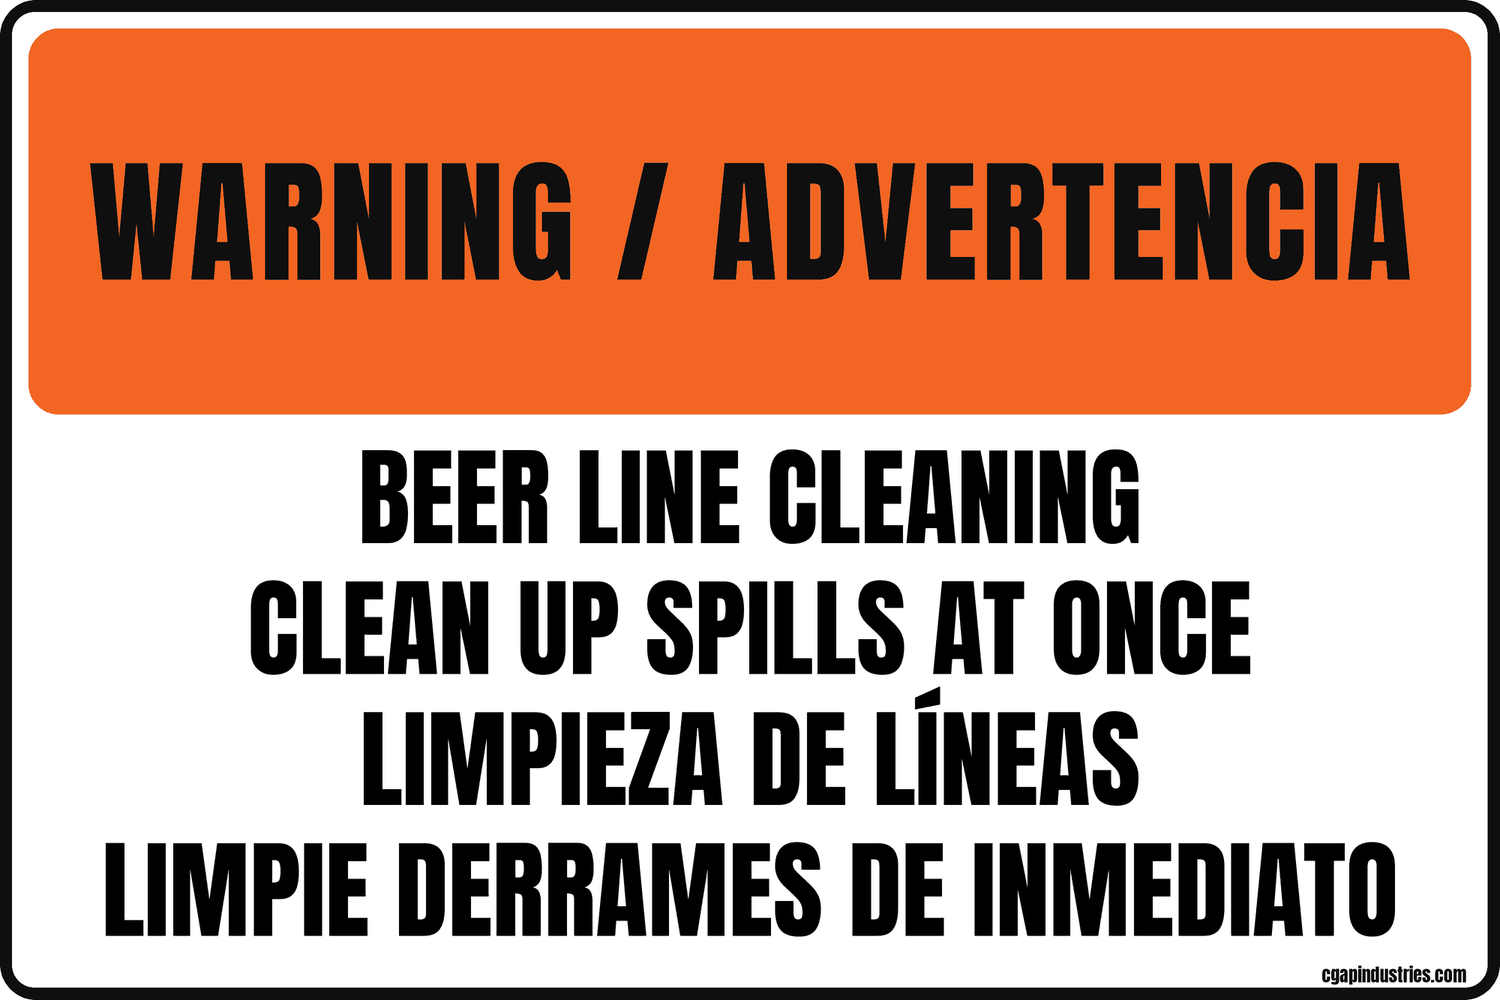 WARNING / ADVERTENCIA
BEER LINE CLEANING
CLEAN UP SPILLS AT ONCE
LIMPIEZA DE LÍNEAS
LIMPIE DERRAMES DE INMEDIATO
cgapindustries.com